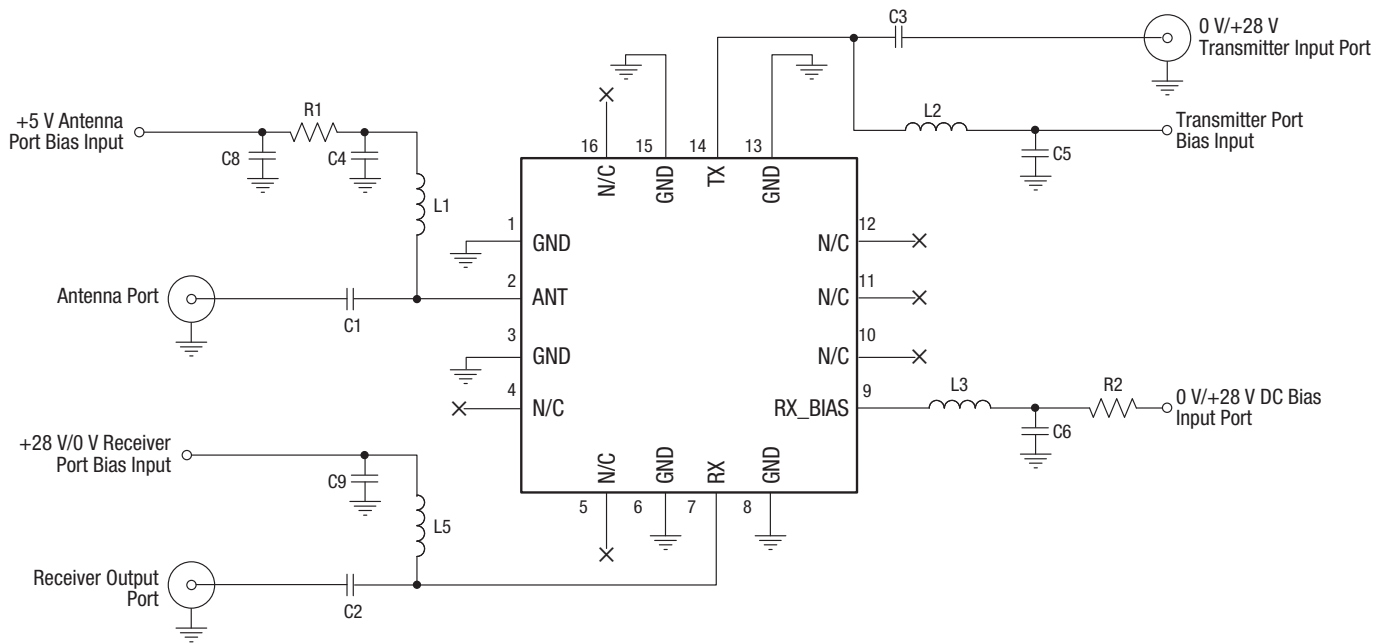 C3
0 V/+28 V
Transmitter Input Port
R1
+5 V Antenna
Port Bias Input
C8
C4
L2
Transmitter Port
Bias Input
C5
16
15
14
13
N/C
GND
TX
GND
L1
1
GND
12
N/C
2
ANT
11
N/C
Antenna Port
C1
3
GND
10
N/C
4
N/C
9
RX_BIAS
L3
R2
0 V/+28 V DC Bias
Input Port
C6
+28 V/0 V Receiver
Port Bias Input
C9
N/C
GND
RX
GND
5
6
7
8
L5
Receiver Output
Port
C2